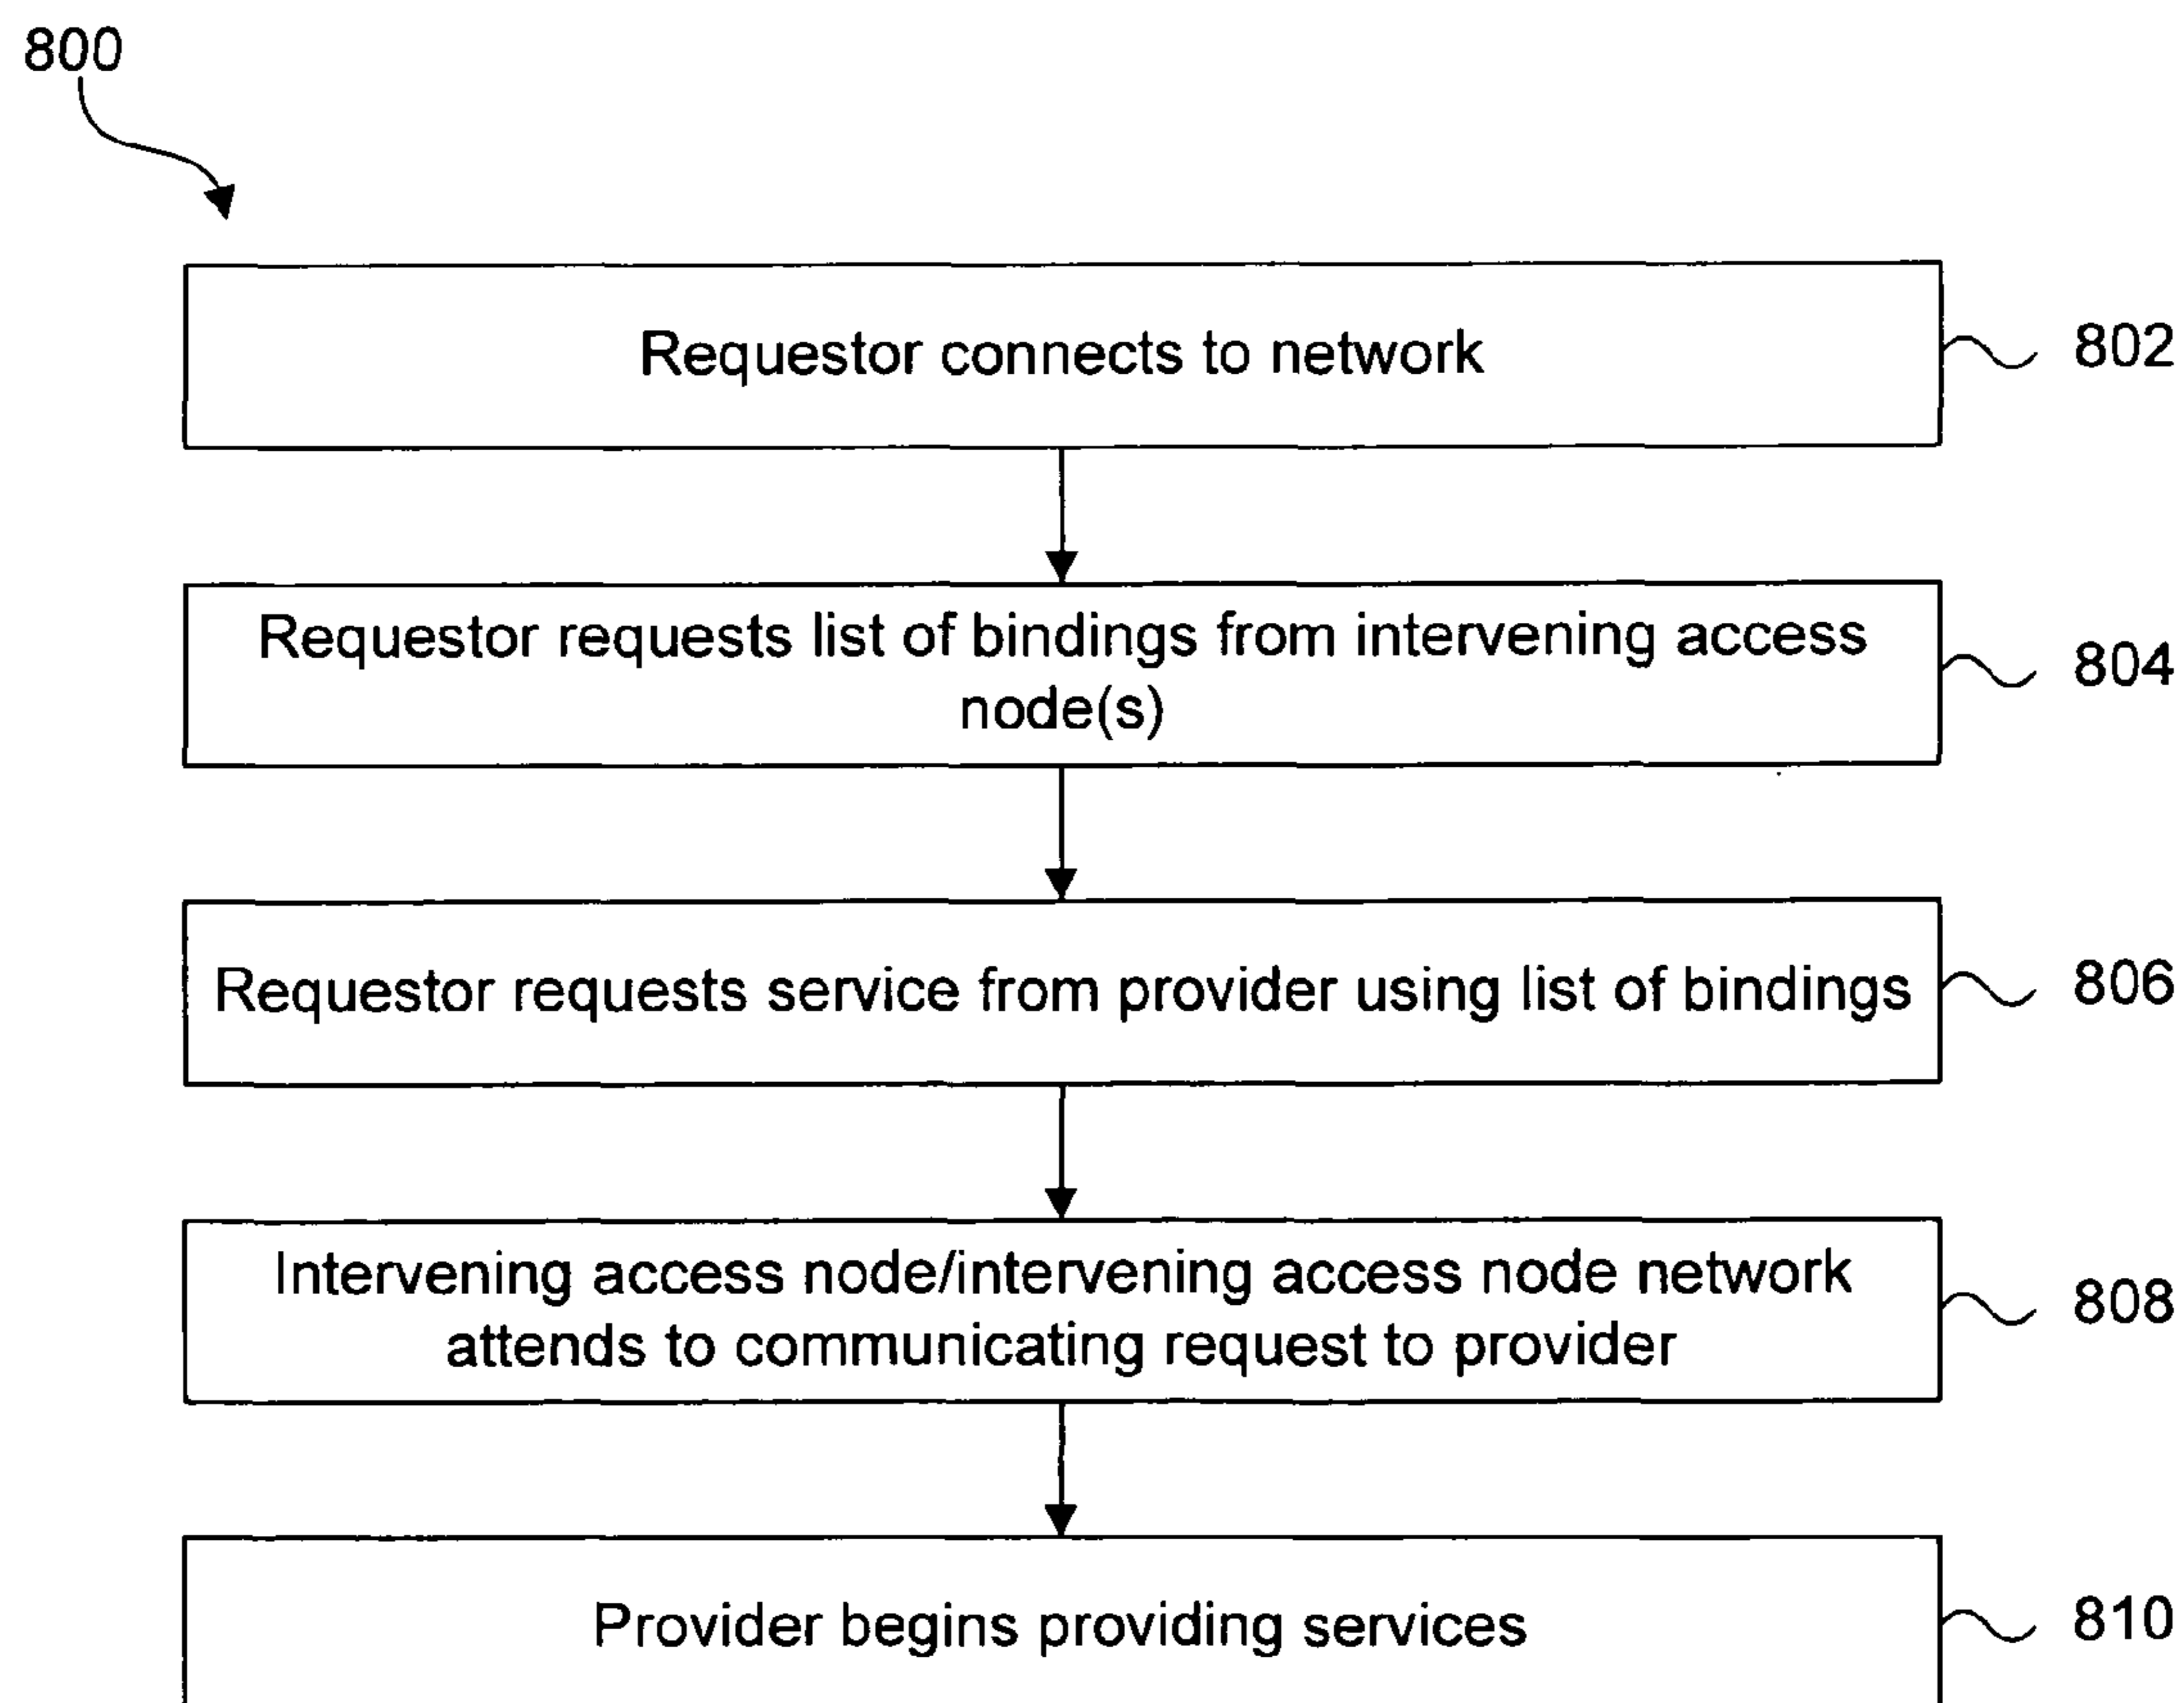 800
Requestor connects to network
802
Requestor requests list of bindings from intervening access
node(s)
804
Requestor requests service from provider using list of bindings
806
Intervening access node/intervening access node network
attends to communicating request to provider
808
Provider begins providing services
810